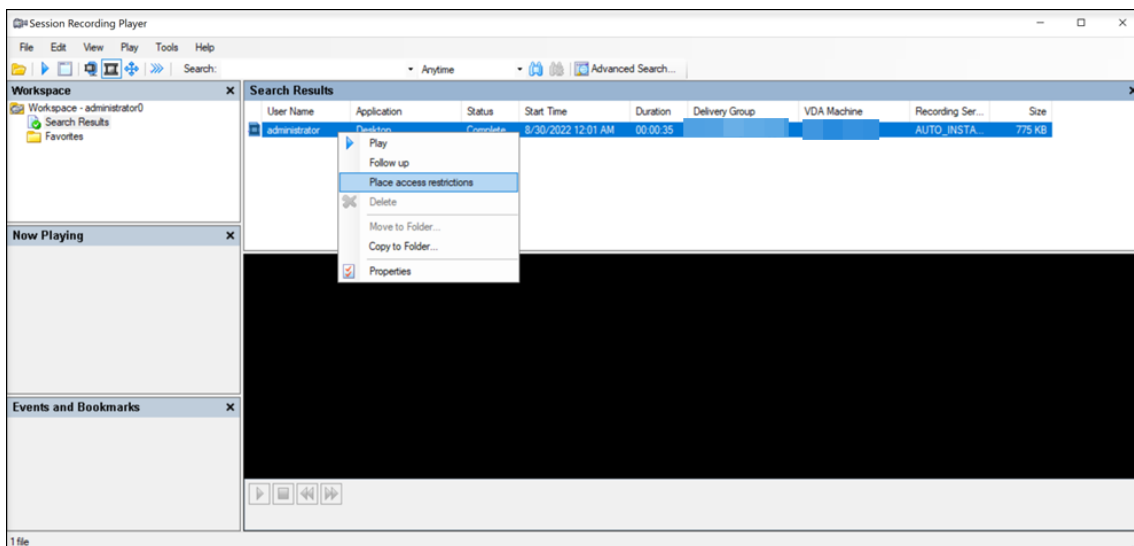 Session Recording Player
File Edit View Play Tools Help
Search: Anytime Advanced Search...
Workspace
Workspace - administrator0
Search Results
Favorites
Search Results
User Name Application Status Start Time Duration Delivery Group VDA Machine Recording Ser... Size
administrator Desktop Complete 8/30/2022 12:01 AM 00:00:35 AUTO_INSTA... 775 KB
Play
Follow up
Place access restrictions
Delete
Move to Folder...
Copy to Folder...
Properties
Now Playing
Events and Bookmarks
1 file